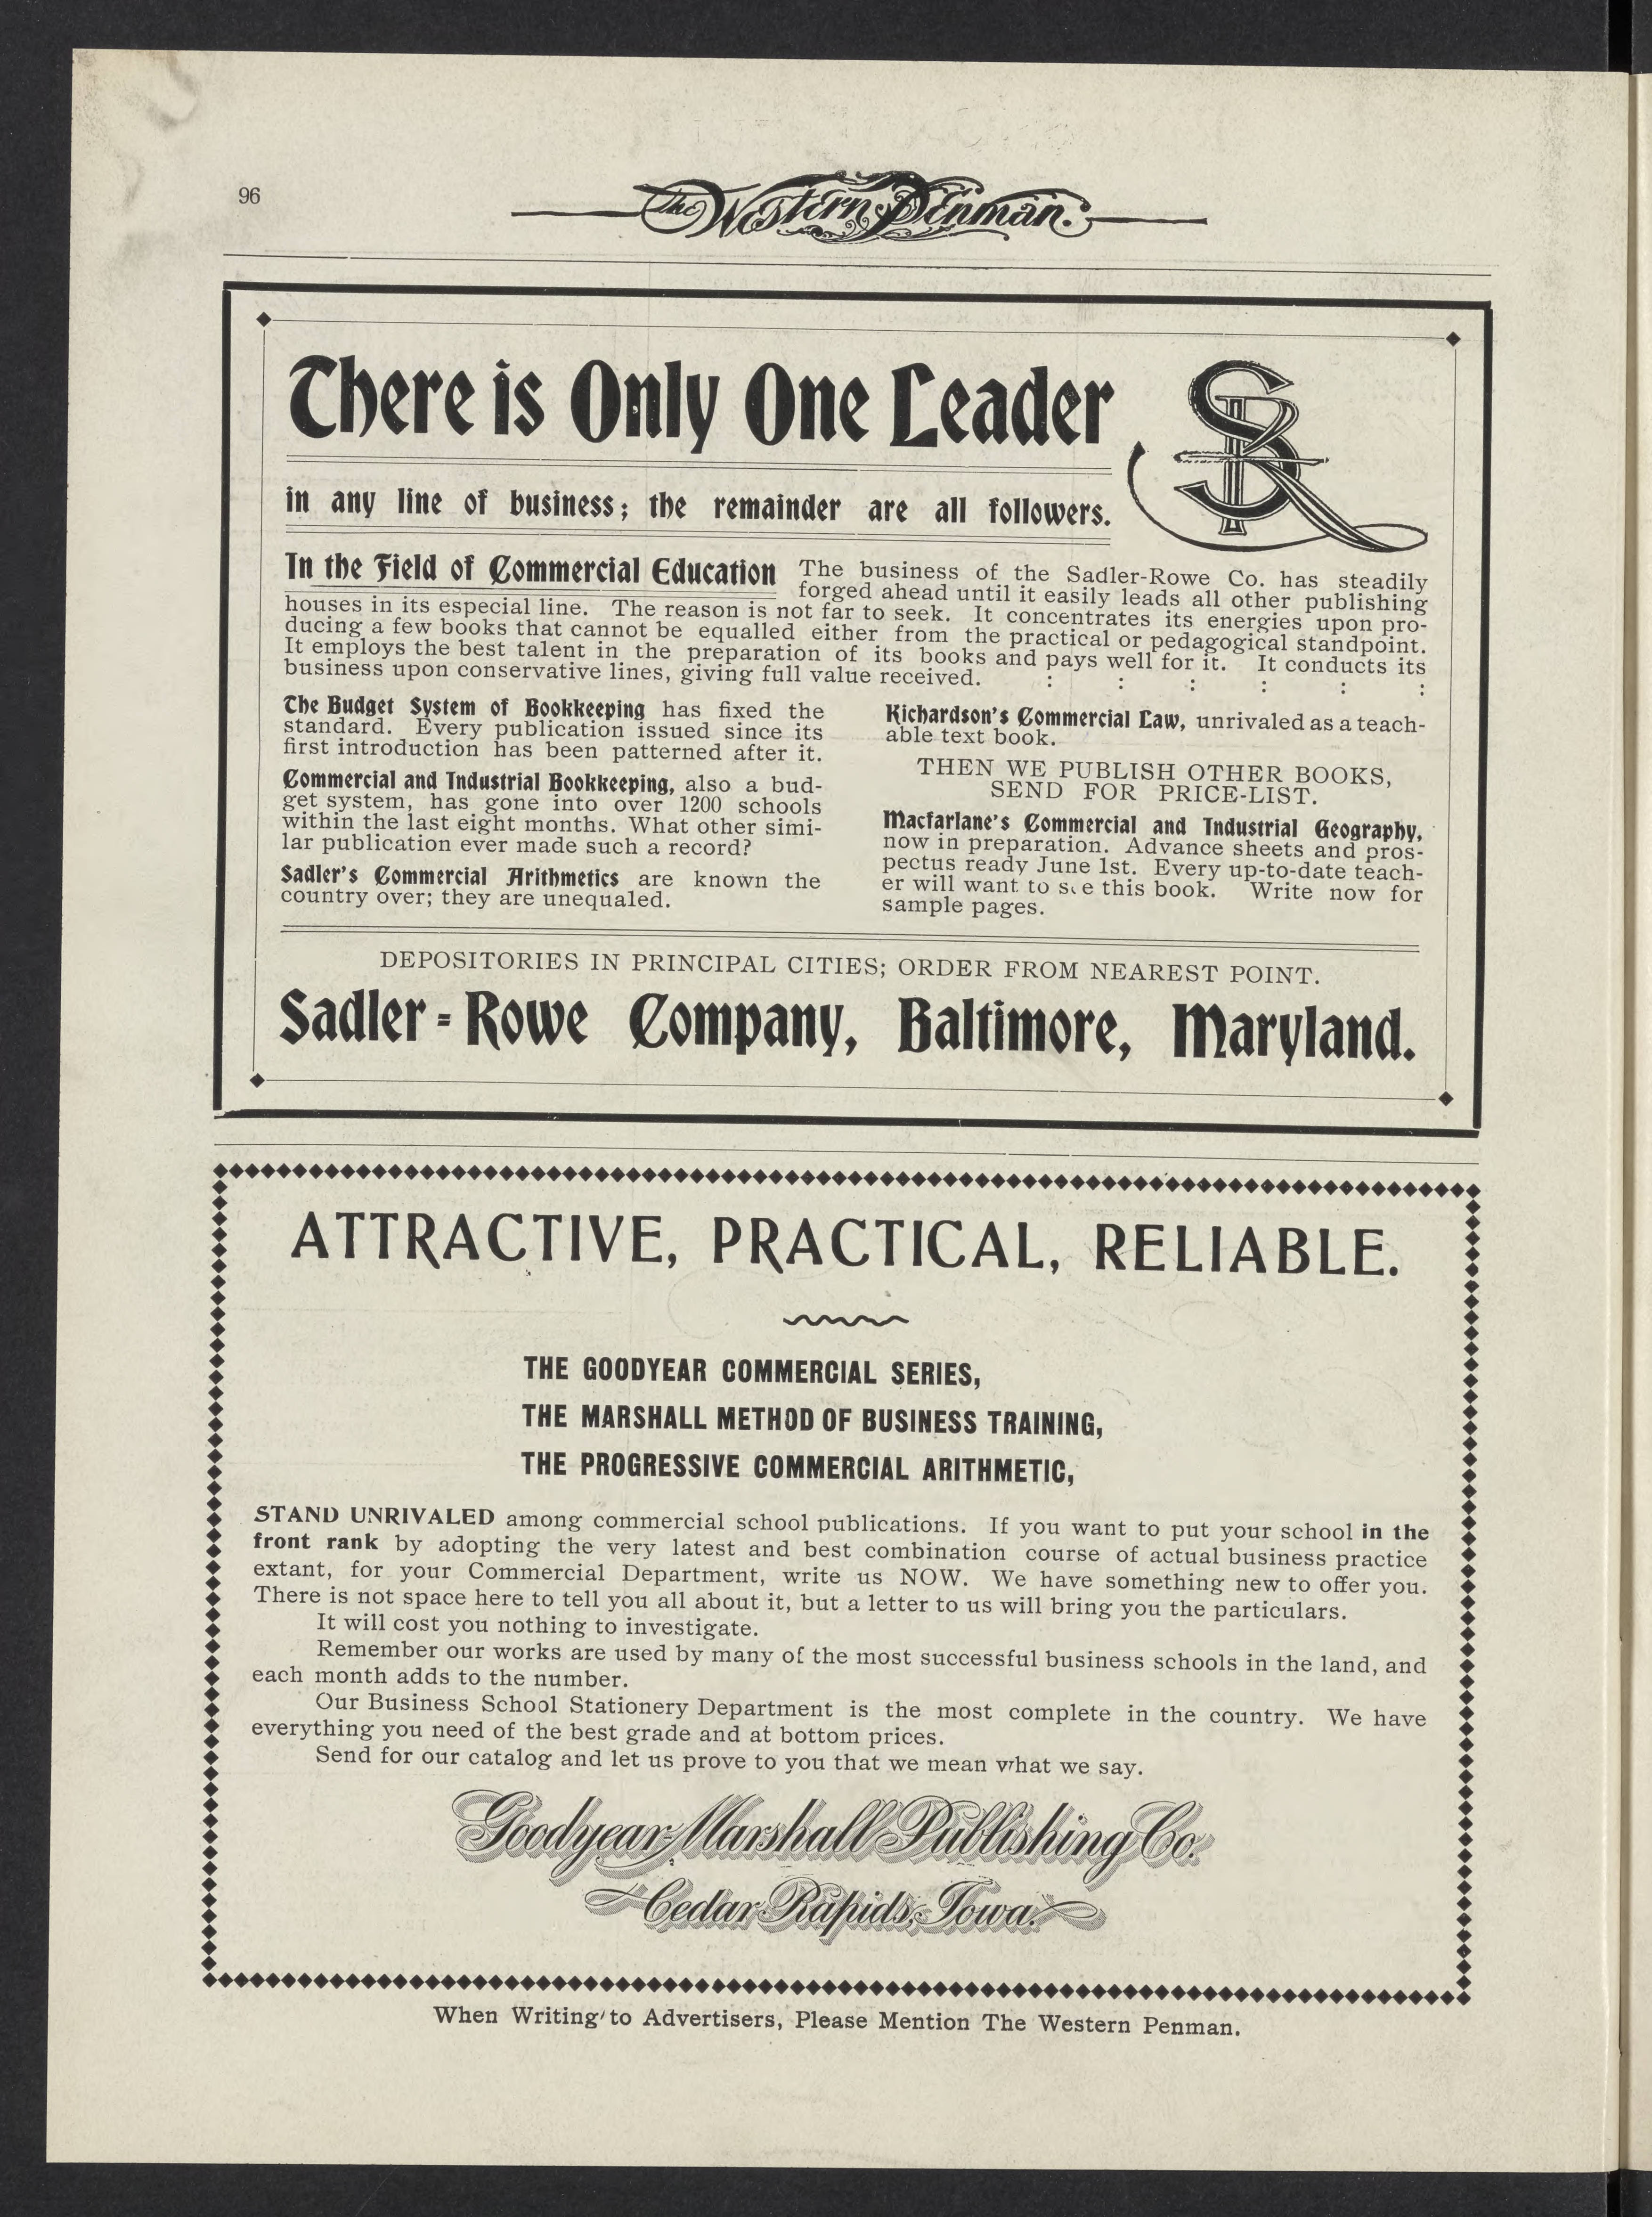 96
The Western Penman.
There is Only One Leader
SR
in any line of business; the remainder are all followers.
In the Field of Commercial Education The business of the Sadler-Rowe Co. has steadily
forged ahead until it easily leads all other publishing
houses in its especial line. The reason is not far to seek. It concentrates its energies upon pro-
ducing a few books that cannot be equalled either from the practical or pedagogical standpoint.
It employs the best talent in the preparation of its books and pays well for it. It conducts its
business upon conservative lines, giving full value received. : : : : : :
The Budget System of Bookkeeping has fixed the
standard. Every publication issued since its
first introduction has been patterned after it.
Commercial and Industrial Bookkeeping, also a bud-
get system, has gone into over 1200 schools
within the last eight months. What other simi-
lar publication ever made such a record?
Sadler's Commercial Arithmetics are known the
country over; they are unequaled.
Richardson's Commercial Law, unrivaled as a teach-
able text book.
THEN WE PUBLISH OTHER BOOKS,
SEND FOR PRICE-LIST.
Macfarlane's Commercial and Industrial Geography,
now in preparation. Advance sheets and pros-
pectus ready June 1st. Every up-to-date teach-
er will want to see this book. Write now for
sample pages.
DEPOSITORIES IN PRINCIPAL CITIES; ORDER FROM NEAREST POINT.
Sadler=Rowe Company, Baltimore, Maryland.
ATTRACTIVE, PRACTICAL, RELIABLE.
THE GOODYEAR COMMERCIAL SERIES,
THE MARSHALL METHOD OF BUSINESS TRAINING,
THE PROGRESSIVE COMMERCIAL ARITHMETIC,
STAND UNRIVALED among commercial school publications. If you want to put your school in the
front rank by adopting the very latest and best combination course of actual business practice
extant, for your Commercial Department, write us NOW. We have something new to offer you.
There is not space here to tell you all about it, but a letter to us will bring you the particulars.
It will cost you nothing to investigate.
Remember our works are used by many of the most successful business schools in the land, and
each month adds to the number.
Our Business School Stationery Department is the most complete in the country. We have
everything you need of the best grade and at bottom prices.
Send for our catalog and let us prove to you that we mean what we say.
Goodyear-Marshall Publishing Co.
Cedar Rapids, Iowa.
When Writing to Advertisers, Please Mention The Western Penman.